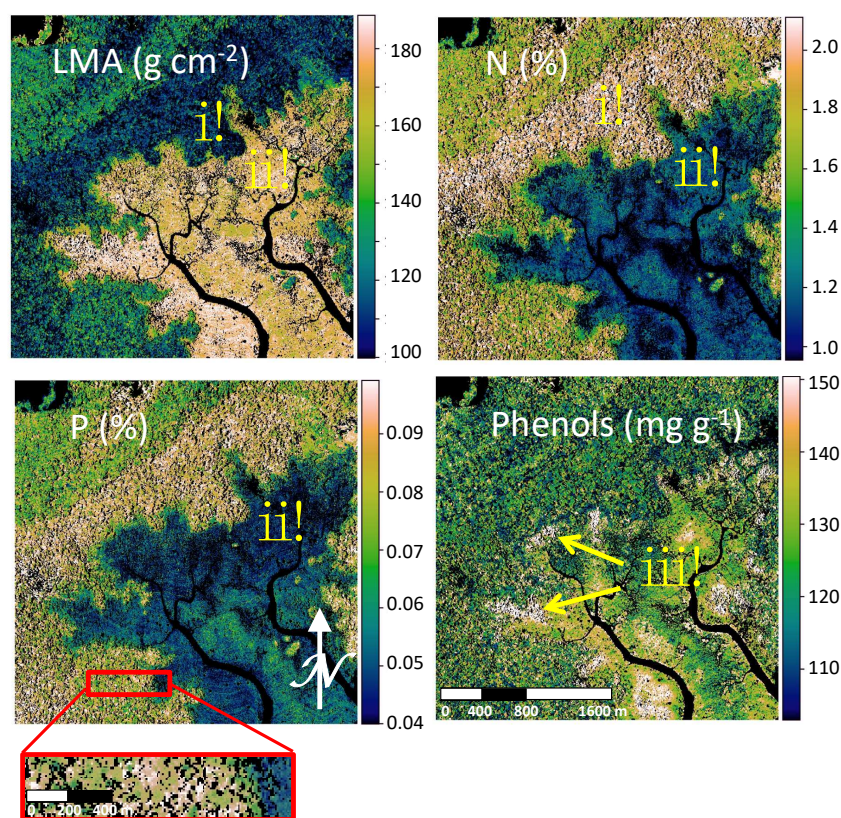 LMA (g cm-2)
i!
ii!
180
160
140
120
100
N (%)
i!
ii!
2.0
1.8
1.6
1.4
1.2
1.0
P (%)
ii!
N
0.09
0.08
0.07
0.06
0.05
0.04
Phenols (mg g-1)
iii!
0 400 800 1600 m
150
140
130
120
110
0 200 400 m